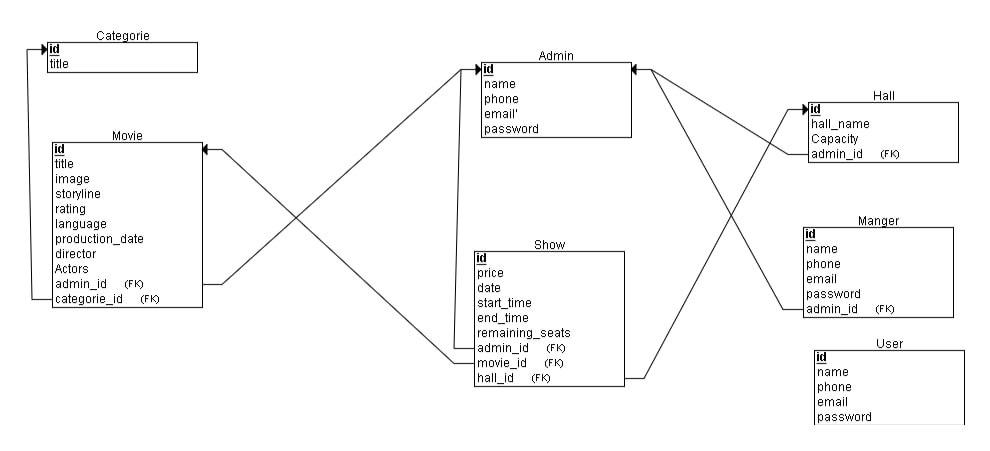 Categorie
id
title
Movie
id
title
image
storyline
rating
language
production_date
director
Actors
admin_id (FK)
categorie_id (FK)
Admin
id
name
phone
email'
password
Show
id
price
date
start_time
end_time
remaining_seats
admin_id (FK)
movie_id (FK)
hall_id (FK)
Hall
id
hall_name
Capacity
admin_id (FK)
Manger
id
name
phone
email
password
admin_id (FK)
User
id
name
phone
email
password